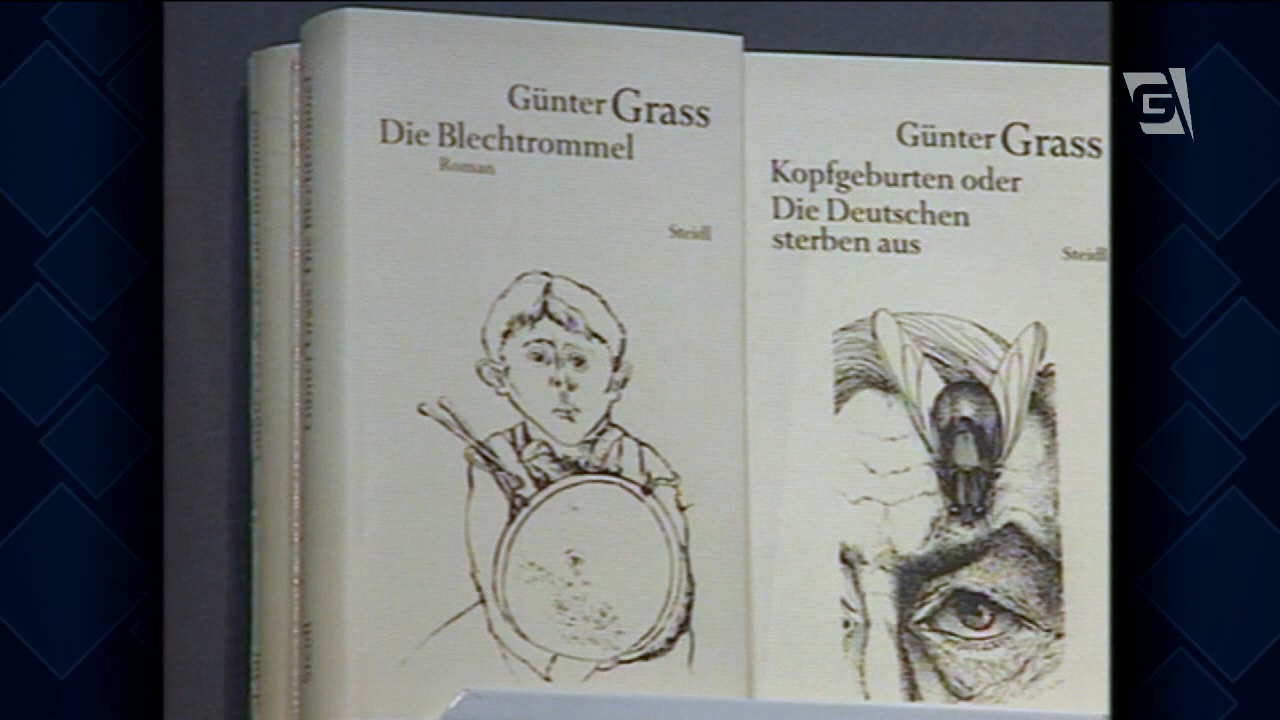 Günter Grass
Die Blechtrommel
Roman
Steidl
Günter Grass
Kopfgeburten oder
Die Deutschen
sterben aus
Steidl
G